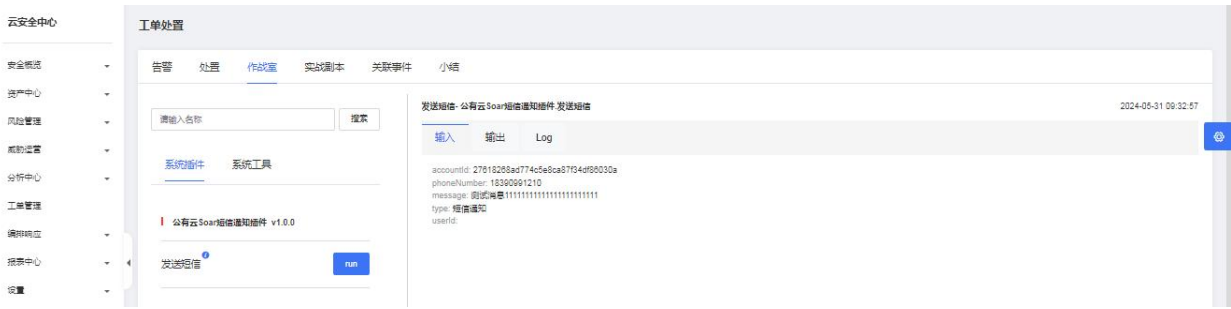 云安全中心
安全概览
资产中心
风险管理
威胁运营
分析中心
工单管理
编排响应
报表中心
设置
工单处置
告警 处置 作战室 实战剧本 关联事件 小结
请输入名称 搜索
系统插件 系统工具
公有云Soar短信通知插件 v1.0.0
发送短信 run
发送短信- 公有云Soar短信通知插件.发送短信 2024-05-31 09:32:57
输入 输出 Log
accountId: 27618268ad774c5e8ca87f34df86030a
phoneNumber: 18390991210
message: 测试消息1111111111111111111111
type: 短信通知
userId: